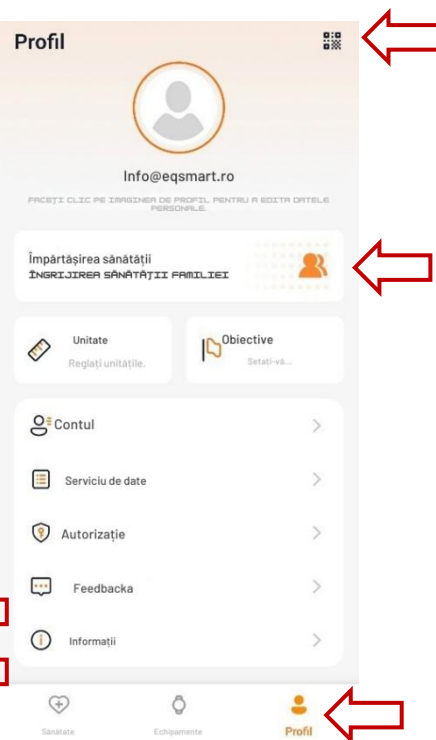 Profil
Info@eqsmart.ro
FACEȚI CLIC PE IMAGINEA DE PROFIL PENTRU A EDITA DATELE
PERSONALE.
Împărtășirea sănătății
ÎNGRIJIREA SĂNĂTĂȚII FAMILIEI
Unitate
Reglați unitățile.
Obiective
Setați-vă...
Contul
Serviciu de date
Autorizație
Feedbacka
Informații
Sănătate
Echipamente
Profil